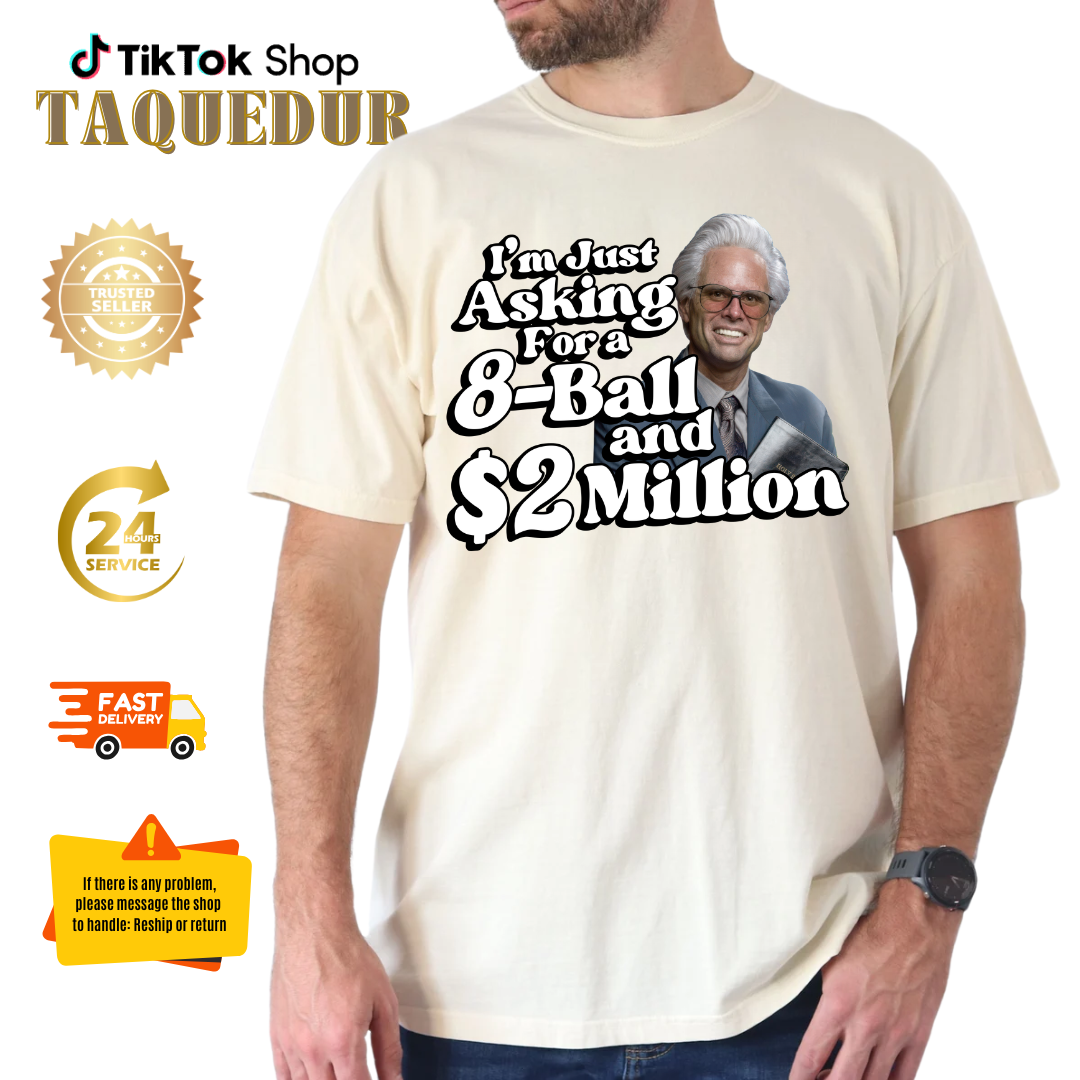 TikTok Shop
TAQUEDUR
TRUSTED
SELLER
24
HOURS
SERVICE
FAST
DELIVERY
If there is any problem,
please message the shop
to handle: Reship or return
I'm Just
Asking
For a
8-Ball
and
$2 Million